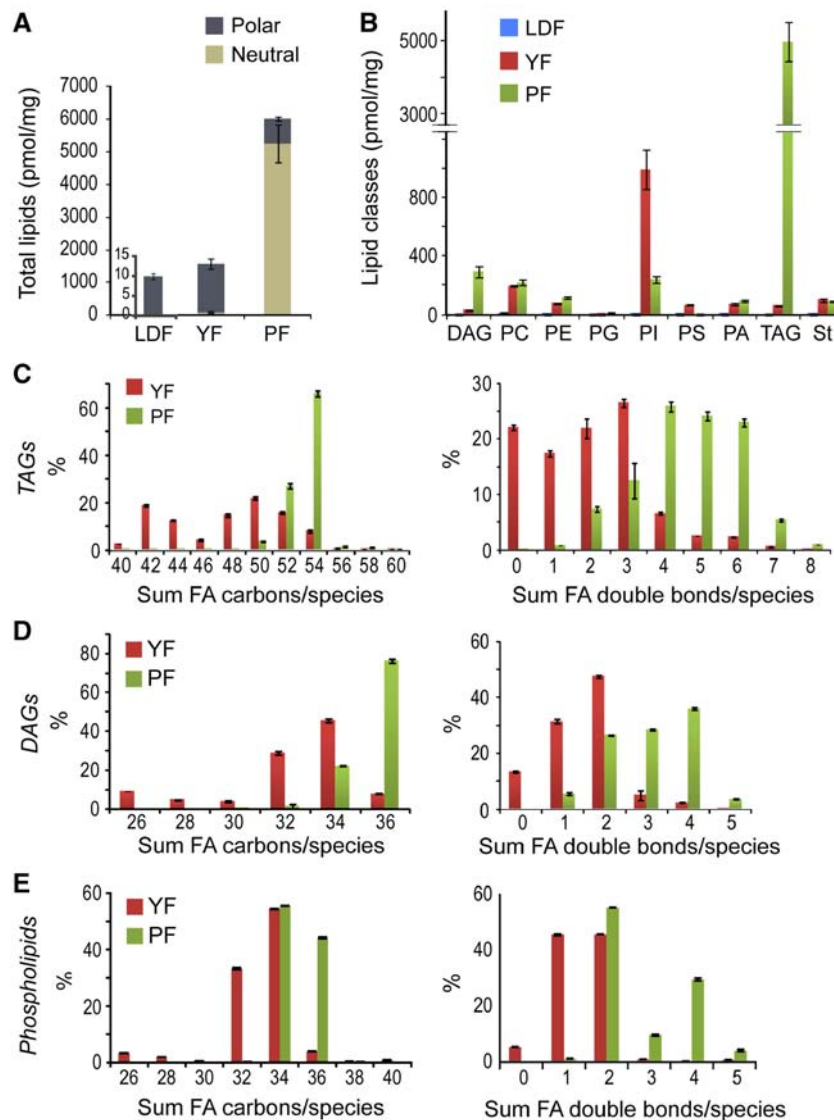 A
Polar
Neutral
Total lipids (pmol/mg)
7000
6000
5000
4000
3000
2000
1000
0
15
10
5
0
LDF YF PF
B
LDF
YF
PF
Lipid classes (pmol/mg)
5000
3000
800
400
0
DAG PC PE PG PI PS PA TAG St
C
YF
PF
TAGs
%
60
40
20
0
40 42 44 46 48 50 52 54 56 58 60
Sum FA carbons/species
%
30
20
10
0
0 1 2 3 4 5 6 7 8
Sum FA double bonds/species
D
YF
PF
DAGs
%
80
60
40
20
0
26 28 30 32 34 36
Sum FA carbons/species
%
60
40
20
0
0 1 2 3 4 5
Sum FA double bonds/species
E
YF
PF
Phospholipids
%
60
40
20
0
26 28 30 32 34 36 38 40
Sum FA carbons/species
%
60
40
20
0
0 1 2 3 4 5
Sum FA double bonds/species